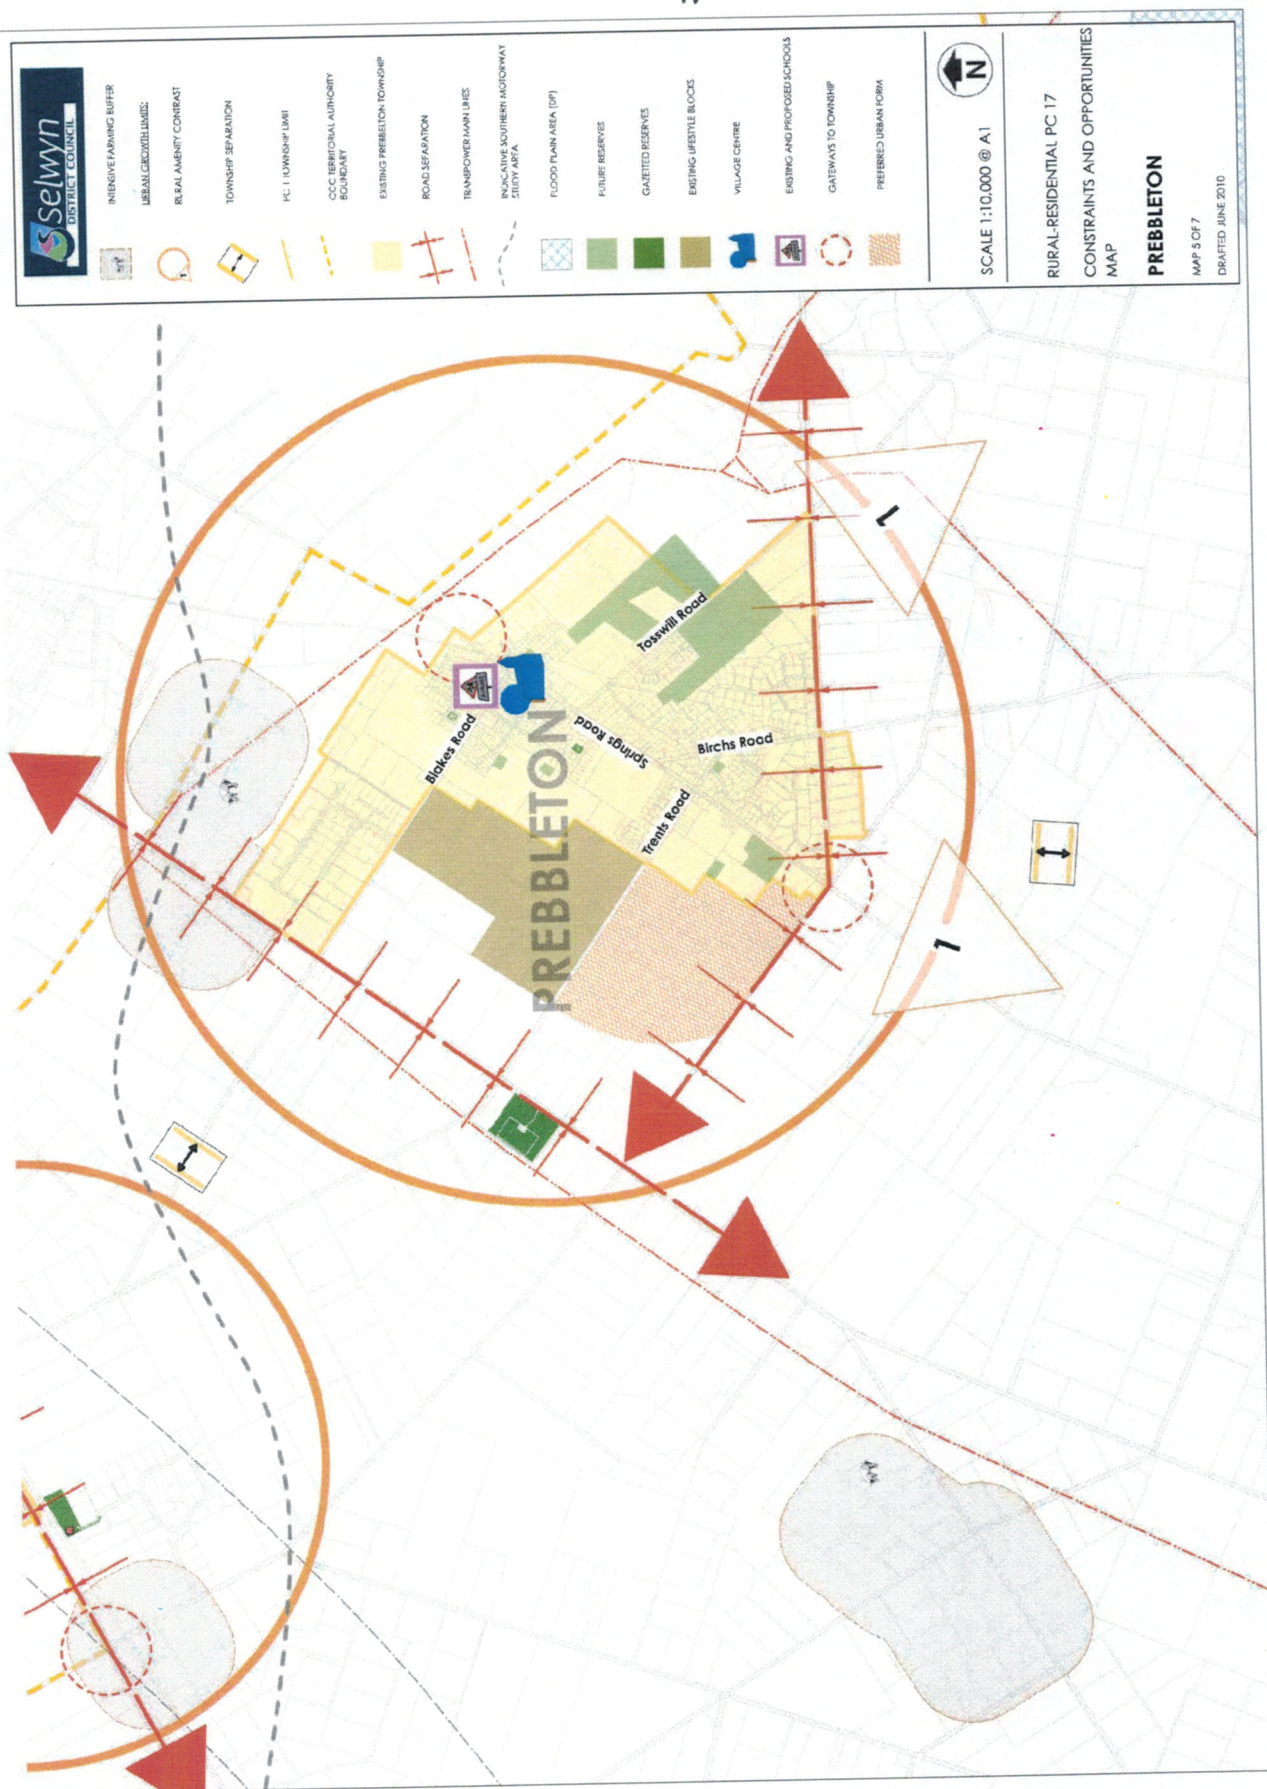 Selwyn
DISTRICT COUNCIL
INTENSIVE FARMING BUFFER
URBAN GROWTH LIMITS:
RURAL AMENITY CONTRAST
1
TOWNSHIP SEPARATION
PC 1 TOWNSHIP LIMIT
CCC TERRITORIAL AUTHORITY
BOUNDARY
EXISTING PREBBELTON TOWNSHIP
ROAD SEPARATION
TRANSPOWER MAIN LINES
INDICATIVE SOUTHERN MOTORWAY
STUDY AREA
FLOOD PLAIN AREA (DP)
FUTURE RESERVES
GAZETTED RESERVES
EXISTING LIFESTYLE BLOCKS
VILLAGE CENTRE
EXISTING AND PROPOSED SCHOOLS
GATEWAYS TO TOWNSHIP
PREFERRED URBAN FORM
N
SCALE 1:10,000 @ A1
RURAL-RESIDENTIAL PC 17
CONSTRAINTS AND OPPORTUNITIES
MAP
PREBBLETON
MAP 5 OF 7
DRAFTED JUNE 2010
PREBBLETON
Blakes Road
Springs Road
Tosswill Road
Trents Road
Birchs Road
1
1